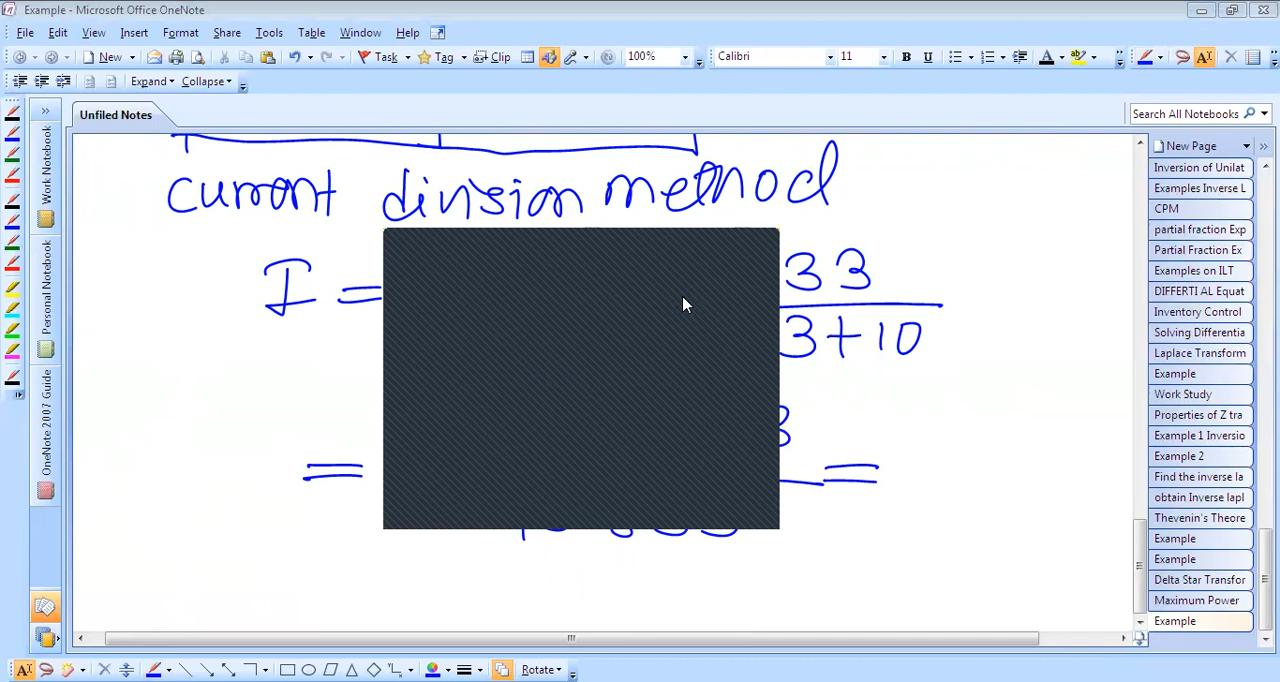 Example - Microsoft Office OneNote
File Edit View Insert Format Share Tools Table Window Help
New Task Tag Clip 100% Calibri 11 B U A ab A
Expand Collapse
Unfiled Notes
Search All Notebooks
Work Notebook
Personal Notebook
OneNote 2007 Guide
current division method
I =
33
3+10
= =
New Page
Inversion of Unilat
Examples Inverse L
CPM
partial fraction Exp
Partial Fraction Ex
Examples on ILT
DIFFERTI AL Equat
Inventory Control
Solving Differentia
Laplace Transform
Example
Work Study
Properties of Z tra
Example 1 Inversio
Example 2
Find the inverse la
obtain Inverse lapl
Thevenin's Theore
Example
Example
Delta Star Transfor
Maximum Power
Example
A Rotate